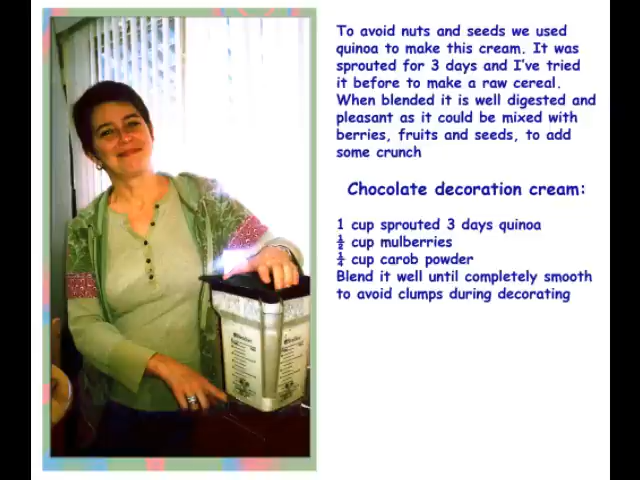 To avoid nuts and seeds we used
quinoa to make this cream. It was
sprouted for 3 days and I've tried
it before to make a raw cereal.
When blended it is well digested and
pleasant as it could be mixed with
berries, fruits and seeds, to add
some crunch
Chocolate decoration cream:
1 cup sprouted 3 days quinoa
½ cup mulberries
¼ cup carob powder
Blend it well until completely smooth
to avoid clumps during decorating